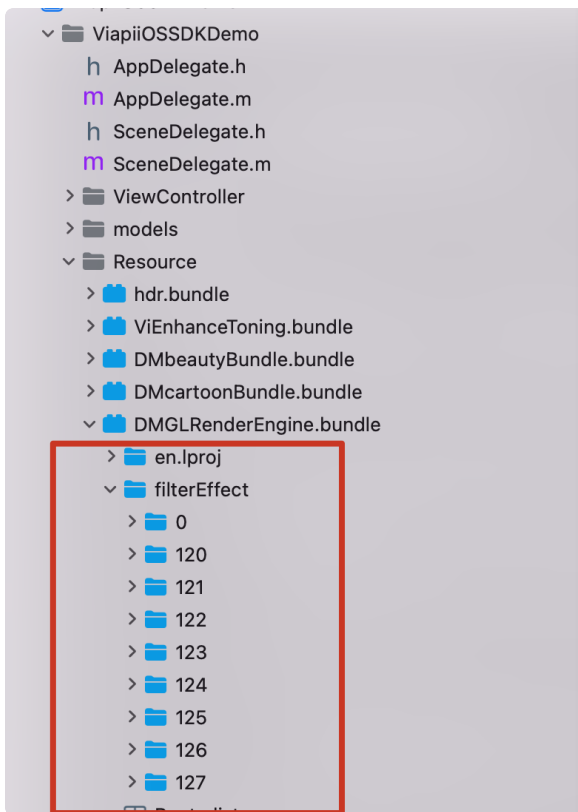 ViapiiOSSDKDemo
h AppDelegate.h
m AppDelegate.m
h SceneDelegate.h
m SceneDelegate.m
ViewController
models
Resource
hdr.bundle
ViEnhanceToning.bundle
DMbeautyBundle.bundle
DMcartoonBundle.bundle
DMGLRenderEngine.bundle
en.lproj
filterEffect
0
120
121
122
123
124
125
126
127